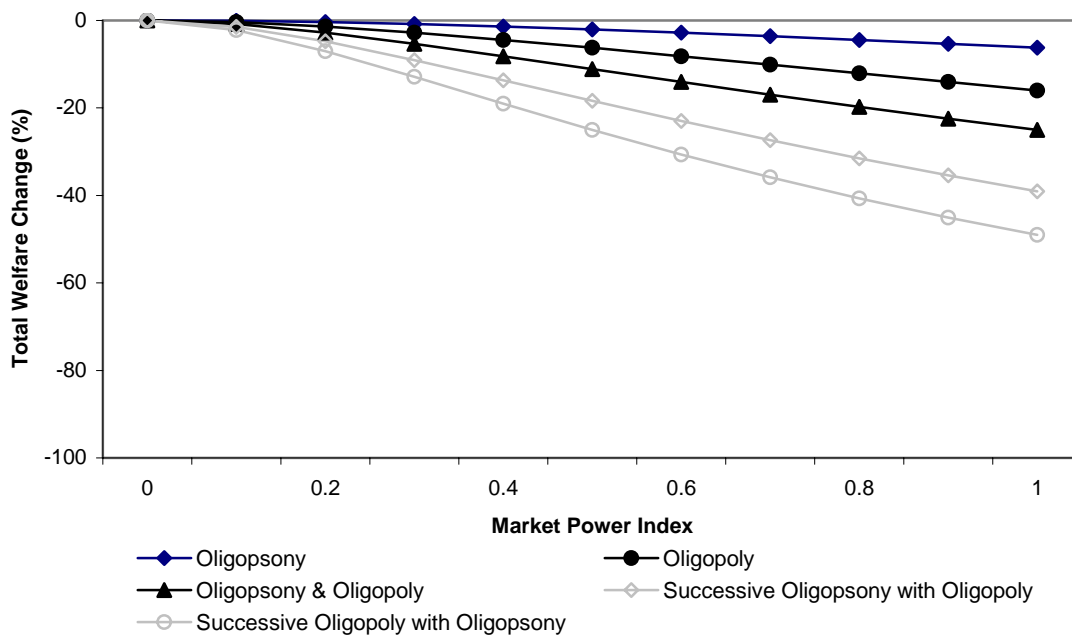 Total Welfare Change (%)
0
-20
-40
-60
-80
-100
0 0.2 0.4 0.6 0.8 1
Market Power Index
Oligopsony Oligopoly
Oligopsony & Oligopoly Successive Oligopsony with Oligopoly
Successive Oligopoly with Oligopsony